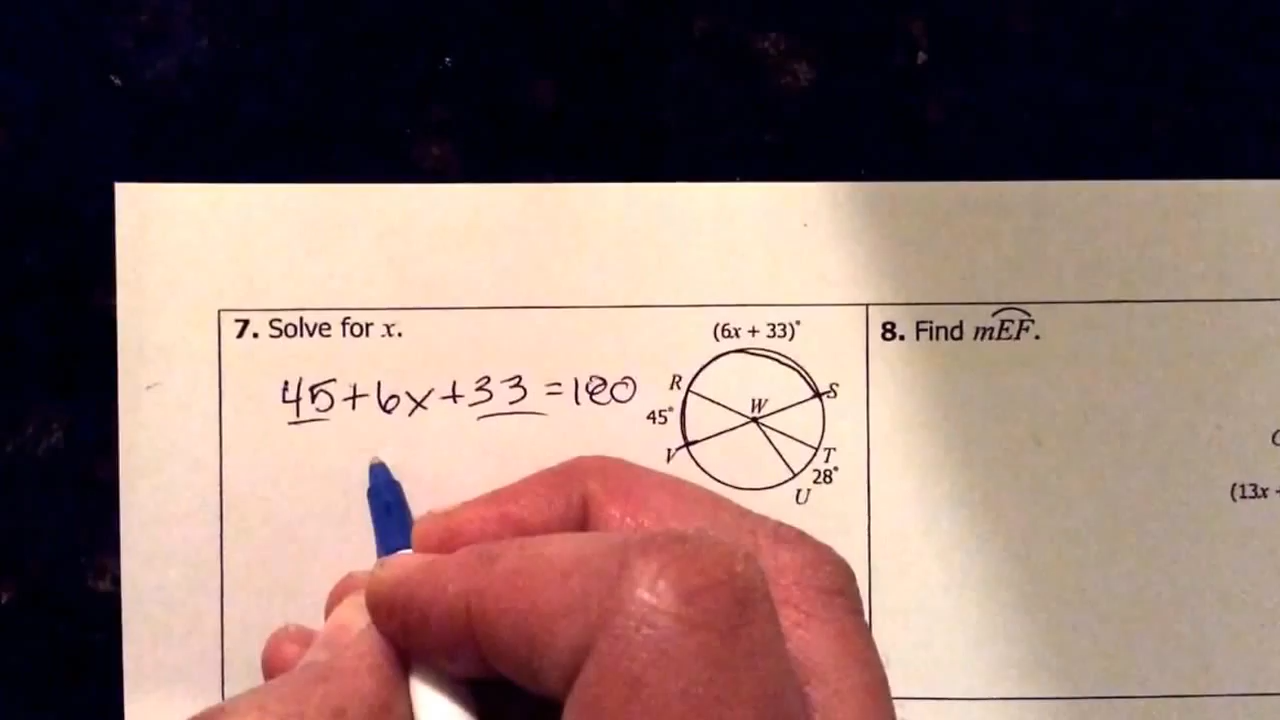 7. Solve for x.
45+6x+33=180
(6x + 33)°
R
S
W
45°
V
T
28°
U
8. Find mEF.
(13x